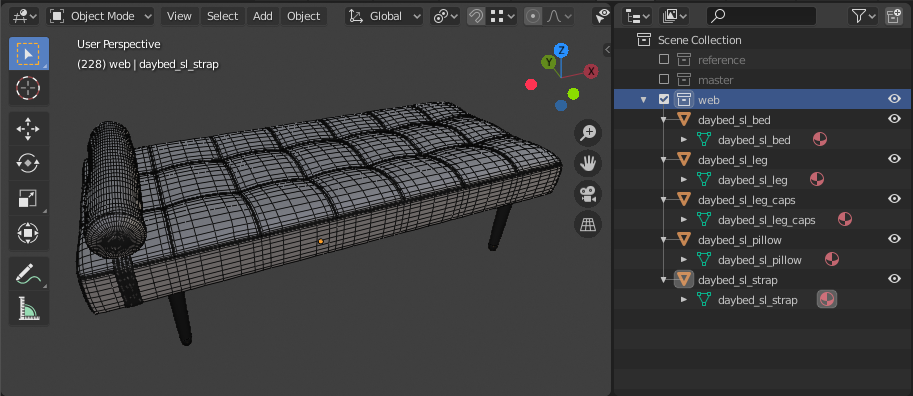 Object Mode View Select Add Object Global
User Perspective
(228) web | daybed_sl_strap
Z
Y
X
Scene Collection
reference
master
web
daybed_sl_bed
daybed_sl_bed
daybed_sl_leg
daybed_sl_leg
daybed_sl_leg_caps
daybed_sl_leg_caps
daybed_sl_pillow
daybed_sl_pillow
daybed_sl_strap
daybed_sl_strap